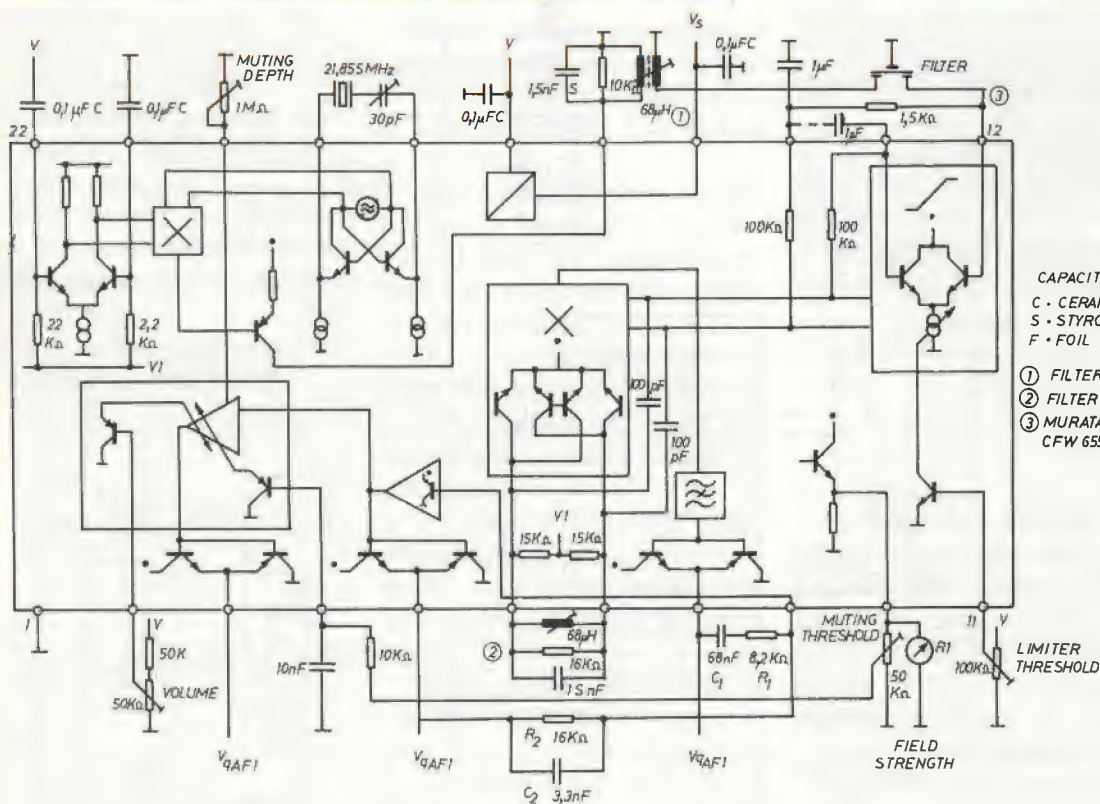 V
0,1µF C
0,1µF C
MUTING
DEPTH
1MΩ
21,855MHz
30pF
0,1µFC
V
1,5nF
S
10KΩ
68µH ①
VS
0,1µFC
1µF
FILTER
③
1,5KΩ
1µF
22
12
100KΩ
100
KΩ
22
KΩ
2,2
KΩ
V1
100 pF
100
pF
CAPACIT
C • CERA
S • STYRO
F • FOIL
① FILTER
② FILTER
③ MURATA
CFW 655
V1
15KΩ
15KΩ
1
V
50K
50KΩ
VOLUME
10nF
10KΩ
②
68µH
16KΩ
1,5nF
68nF
C1
8,2KΩ
R1
MUTING
THRESHOLD
50
KΩ
R1
11
V
100KΩ
LIMITER
THRESHOLD
VqAF1
VqAF1
R2
16KΩ
C2
3,3nF
VqAF1
FIELD
STRENGTH